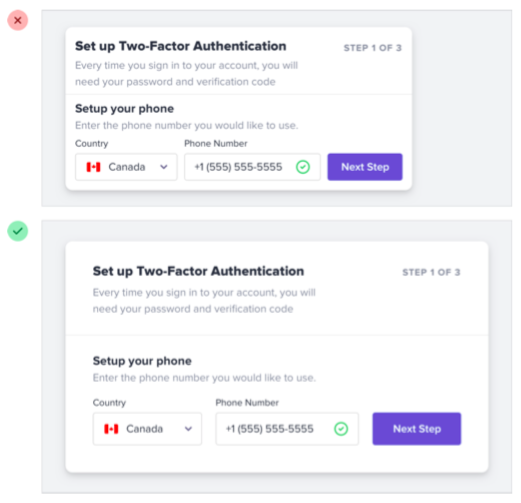 Set up Two-Factor Authentication
STEP 1 OF 3
Every time you sign in to your account, you will
need your password and verification code
Setup your phone
Enter the phone number you would like to use.
Country
Phone Number
Canada
+1 (555) 555-5555
Next Step
Set up Two-Factor Authentication
STEP 1 OF 3
Every time you sign in to your account, you will
need your password and verification code
Setup your phone
Enter the phone number you would like to use.
Country
Phone Number
Canada
+1 (555) 555-5555
Next Step